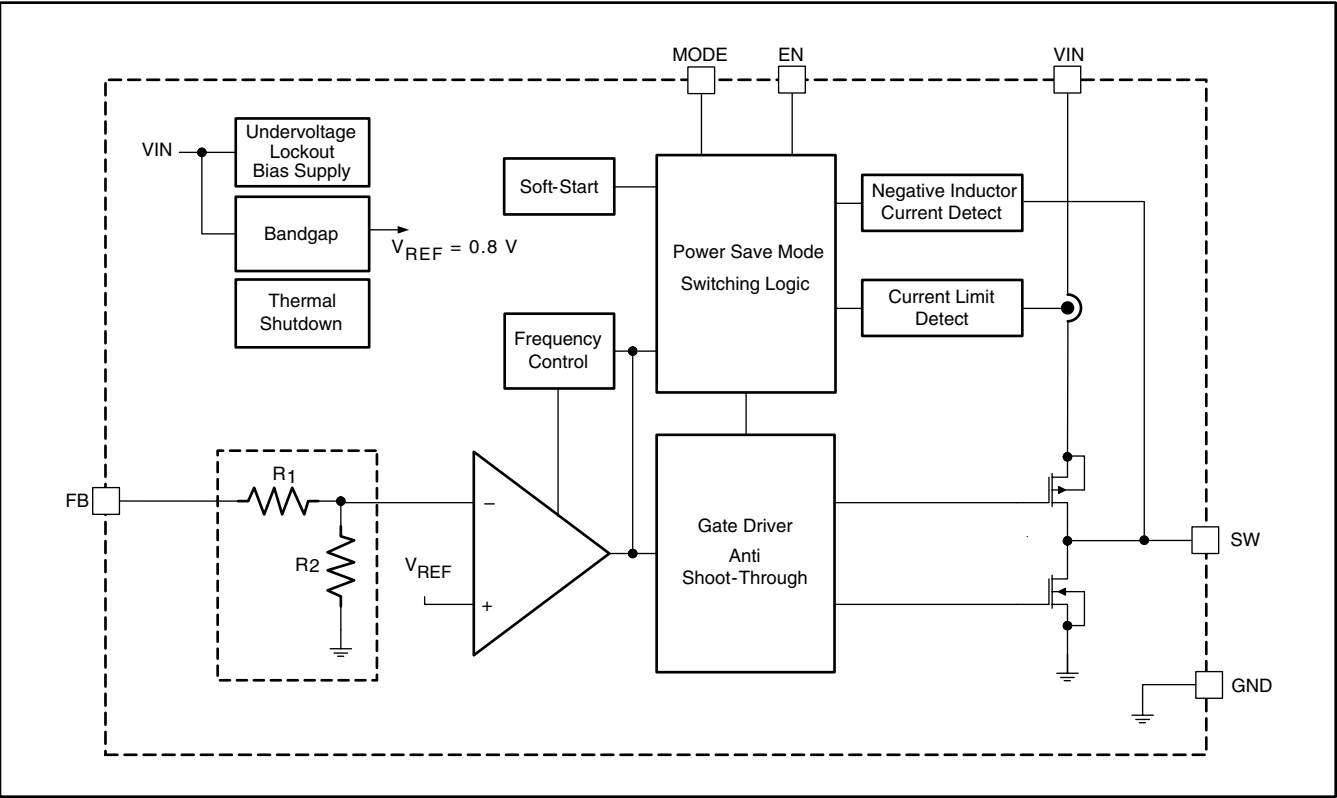 MODE
EN
VIN
VIN
Undervoltage
Lockout
Bias Supply
Bandgap
VREF = 0.8 V
Thermal
Shutdown
Soft-Start
Power Save Mode
Switching Logic
Negative Inductor
Current Detect
Current Limit
Detect
Frequency
Control
FB
R1
R2
VREF
−
+
Gate Driver
Anti
Shoot-Through
SW
GND